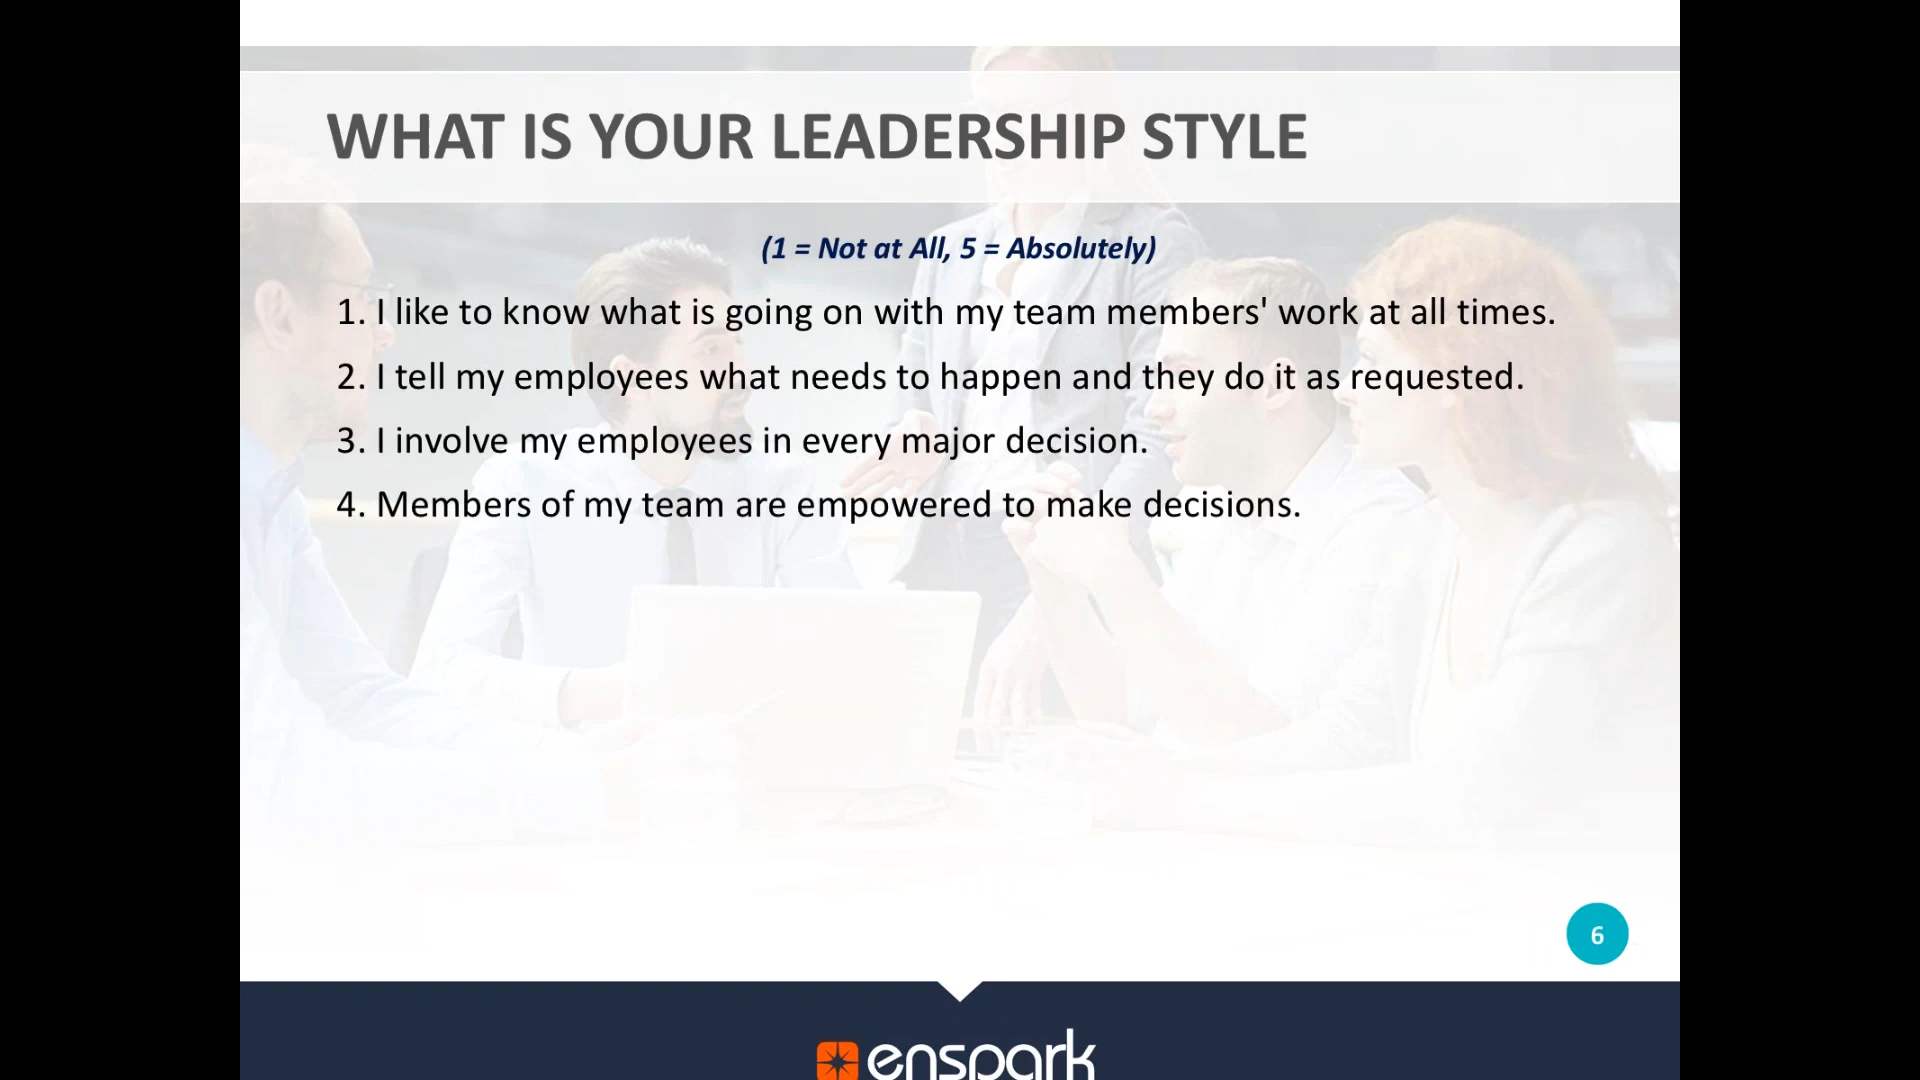 WHAT IS YOUR LEADERSHIP STYLE
(1 = Not at All, 5 = Absolutely)
1. I like to know what is going on with my team members' work at all times.
2. I tell my employees what needs to happen and they do it as requested.
3. I involve my employees in every major decision.
4. Members of my team are empowered to make decisions.
6
enspark